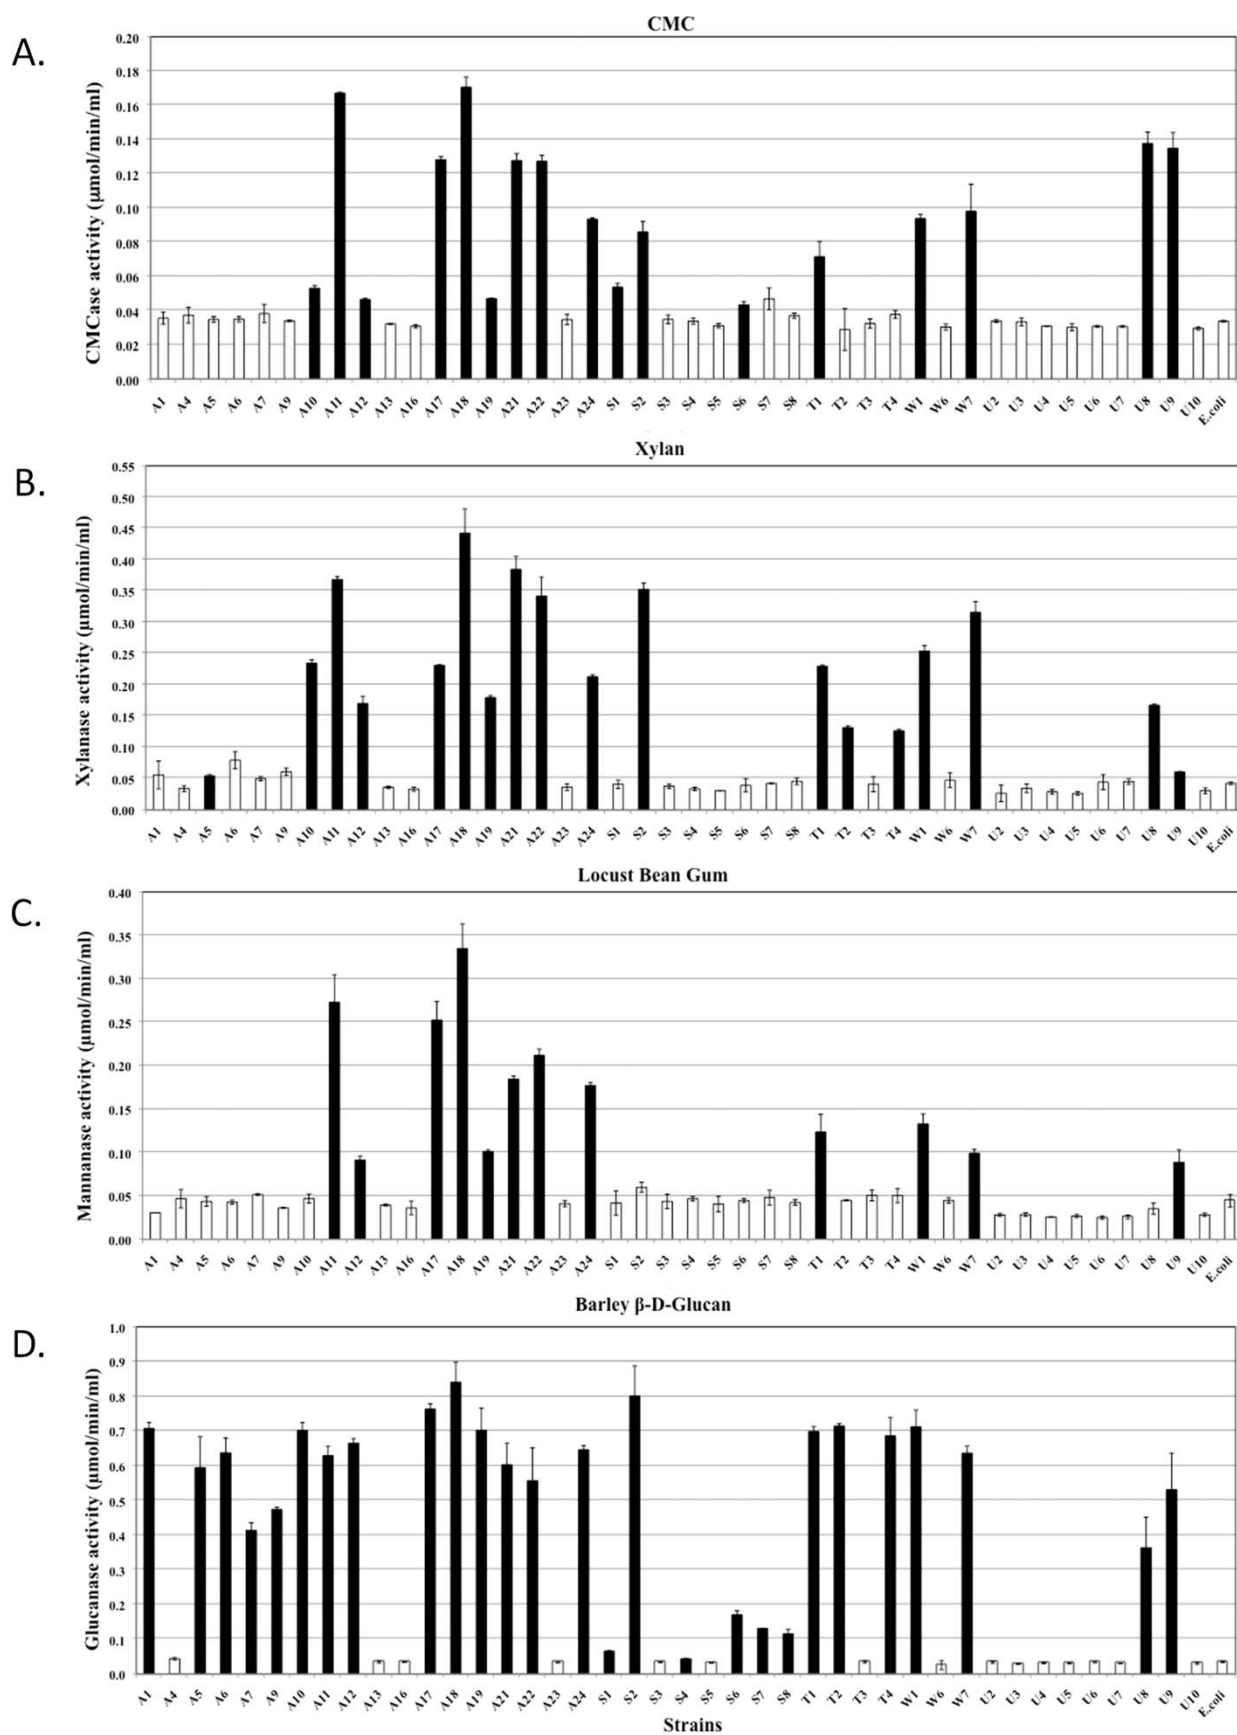 A.
CMC
CMCase activity (µmol/min/ml)
0.20
0.18
0.16
0.14
0.12
0.10
0.08
0.06
0.04
0.02
0.00
A1 A4 A5 A6 A7 A9 A10 A11 A12 A13 A16 A17 A18 A19 A21 A22 A23 A24 S1 S2 S3 S4 S5 S6 S7 S8 T1 T2 T3 T4 W1 W6 W7 U2 U3 U4 U5 U6 U7 U8 U9 U10 E.coli
B.
Xylan
Xylanase activity (µmol/min/ml)
0.55
0.50
0.45
0.40
0.35
0.30
0.25
0.20
0.15
0.10
0.05
0.00
A1 A4 A5 A6 A7 A9 A10 A11 A12 A13 A16 A17 A18 A19 A21 A22 A23 A24 S1 S2 S3 S4 S5 S6 S7 S8 T1 T2 T3 T4 W1 W6 W7 U2 U3 U4 U5 U6 U7 U8 U9 U10 E.coli
C.
Locust Bean Gum
Mannanase activity (µmol/min/ml)
0.40
0.35
0.30
0.25
0.20
0.15
0.10
0.05
0.00
A1 A4 A5 A6 A7 A9 A10 A11 A12 A13 A16 A17 A18 A19 A21 A22 A23 A24 S1 S2 S3 S4 S5 S6 S7 S8 T1 T2 T3 T4 W1 W6 W7 U2 U3 U4 U5 U6 U7 U8 U9 U10 E.coli
D.
Barley β-D-Glucan
Glucanase activity (µmol/min/ml)
1.0
0.9
0.8
0.7
0.6
0.5
0.4
0.3
0.2
0.1
0.0
A1 A4 A5 A6 A7 A9 A10 A11 A12 A13 A16 A17 A18 A19 A21 A22 A23 A24 S1 S2 S3 S4 S5 S6 S7 S8 T1 T2 T3 T4 W1 W6 W7 U2 U3 U4 U5 U6 U7 U8 U9 U10 E.coli
Strains